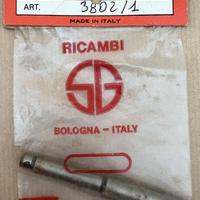 ART. 3802/1
MADE IN ITALY
RICAMBI
SG
BOLOGNA - ITALY